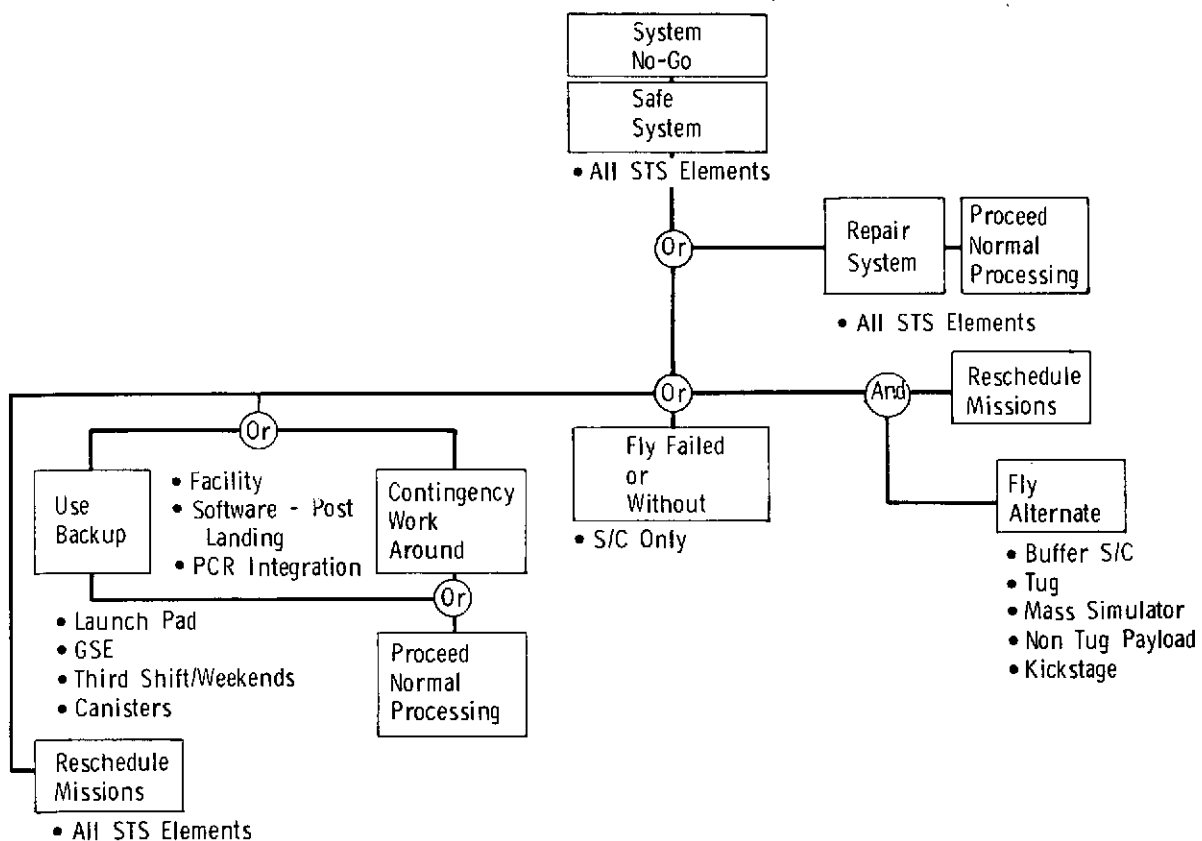 System
No-Go
Safe
System
• All STS Elements
Or
Repair
System
Proceed
Normal
Processing
• All STS Elements
Or
And
Reschedule
Missions
Or
Use
Backup
• Facility
• Software - Post
Landing
• PCR Integration
Contingency
Work
Around
Fly Failed
or
Without
• S/C Only
Fly
Alternate
• Buffer S/C
• Tug
• Mass Simulator
• Non Tug Payload
• Kickstage
Or
• Launch Pad
• GSE
• Third Shift/Weekends
• Canisters
Proceed
Normal
Processing
Reschedule
Missions
• All STS Elements